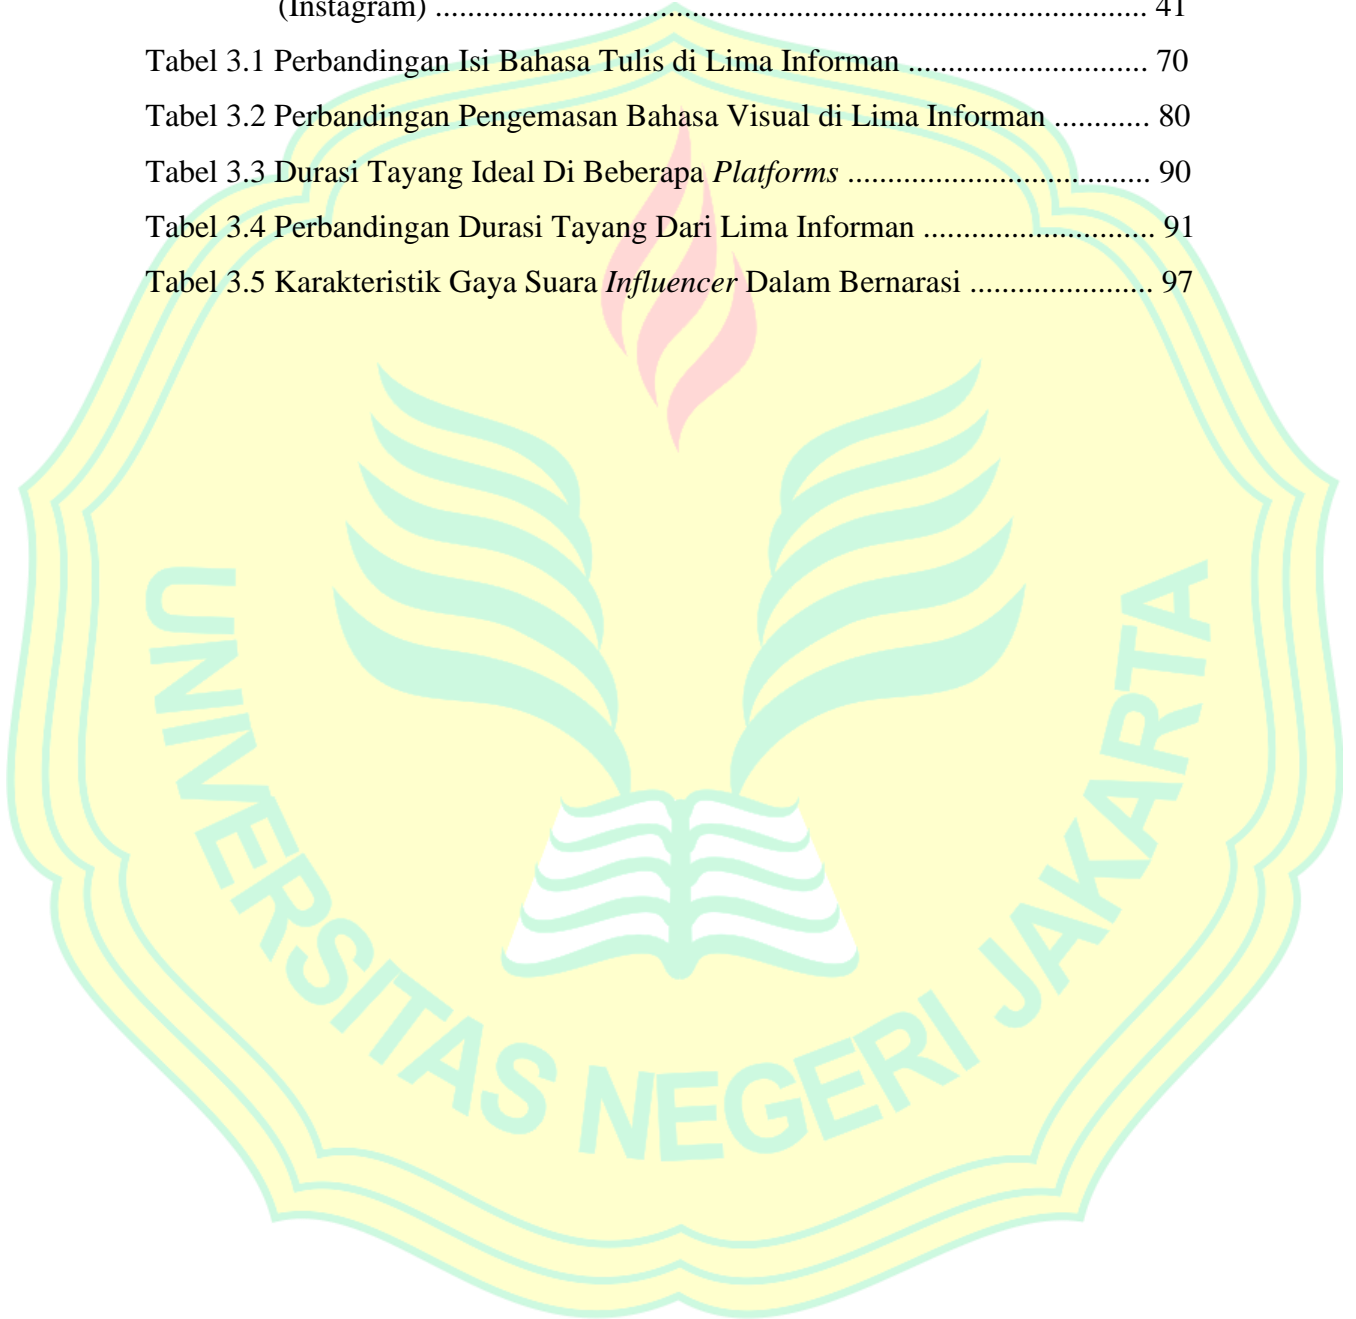 (Instagram) ........................................................................................... 41
Tabel 3.1 Perbandingan Isi Bahasa Tulis di Lima Informan .............................. 70
Tabel 3.2 Perbandingan Pengemasan Bahasa Visual di Lima Informan ............ 80
Tabel 3.3 Durasi Tayang Ideal Di Beberapa Platforms ...................................... 90
Tabel 3.4 Perbandingan Durasi Tayang Dari Lima Informan ............................. 91
Tabel 3.5 Karakteristik Gaya Suara Influencer Dalam Bernarasi ....................... 97
UNIVERSITAS NEGERI JAKARTA